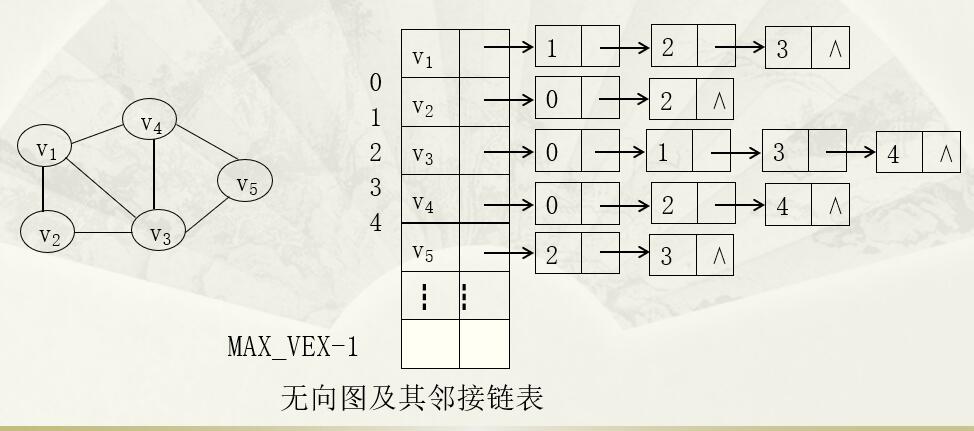 v1
v2
v3
v4
v5
0
1
2
3
4
MAX_VEX-1
v1 1 2 3 ∧
v2 0 2 ∧
v3 0 1 3 4 ∧
v4 0 2 4 ∧
v5 2 3 ∧
无向图及其邻接链表